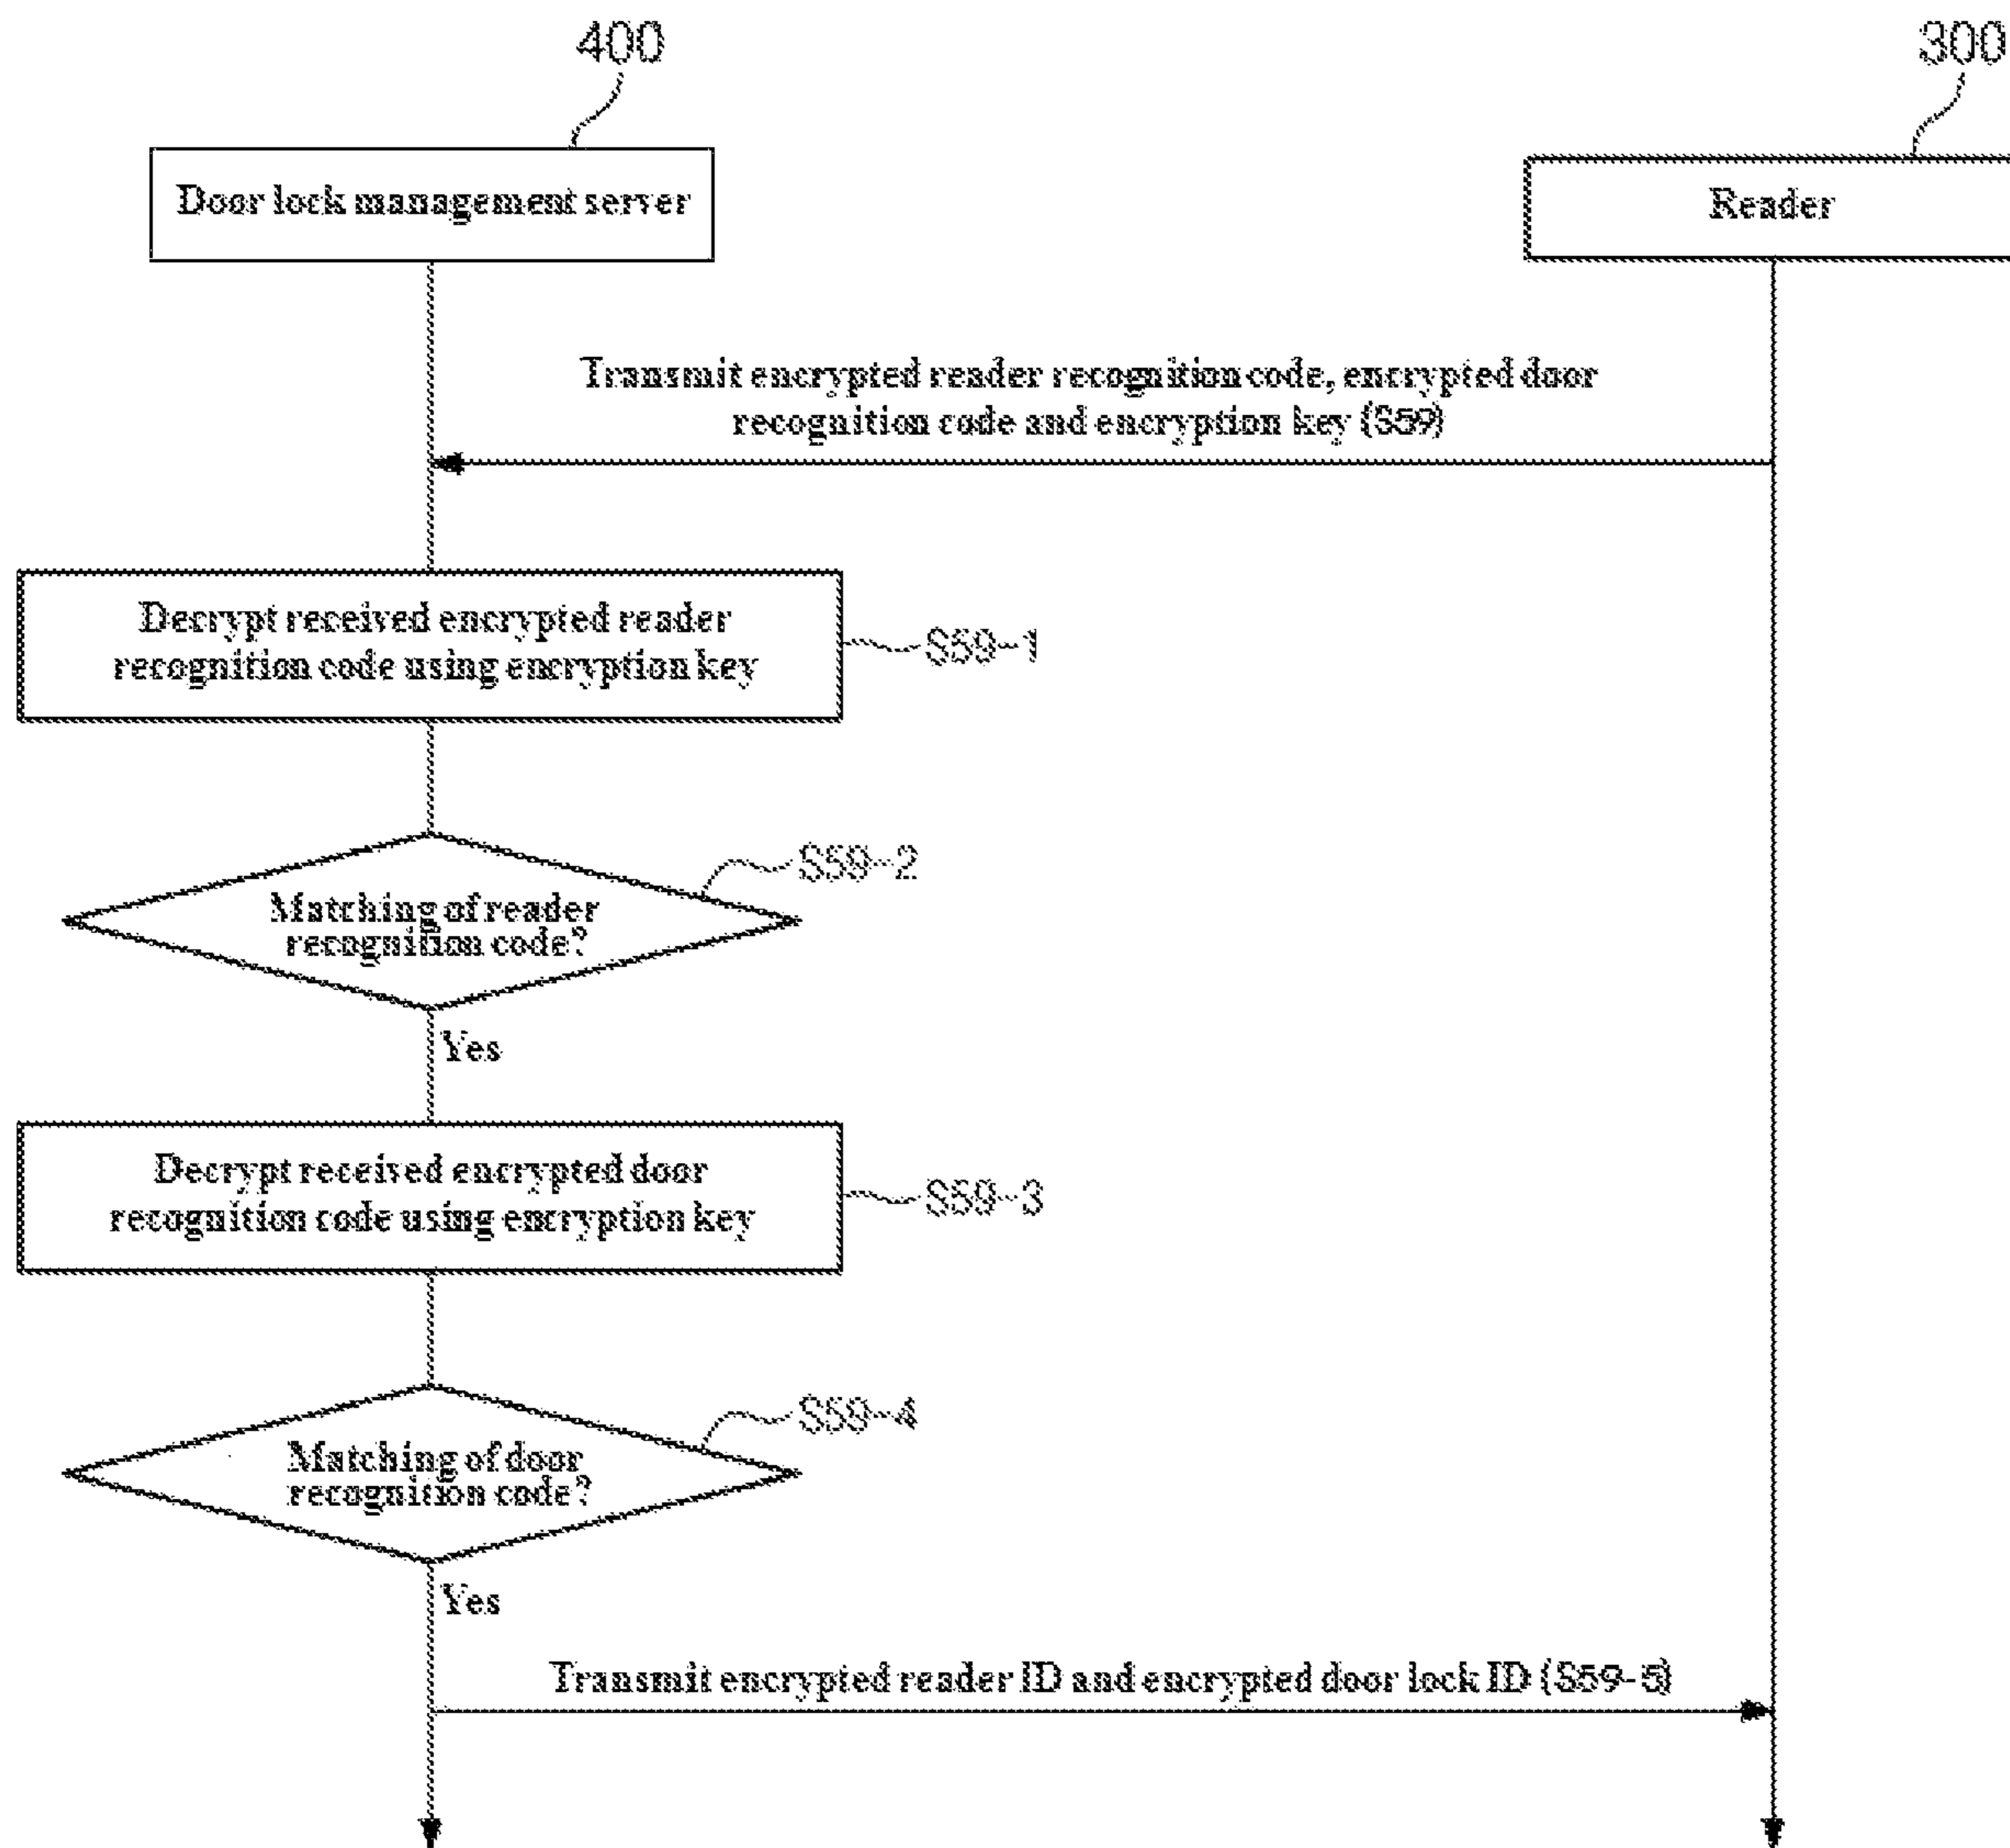 400
300
Door lock management server
Reader
Transmit encrypted reader recognition code, encrypted door
recognition code and encryption key (S59)
Decrypt received encrypted reader
recognition code using encryption key
S59-1
S59-2
Matching of reader
recognition code?
Yes
Decrypt received encrypted door
recognition code using encryption key
S59-3
S59-4
Matching of door
recognition code?
Yes
Transmit encrypted reader ID and encrypted door lock ID (S59-5)